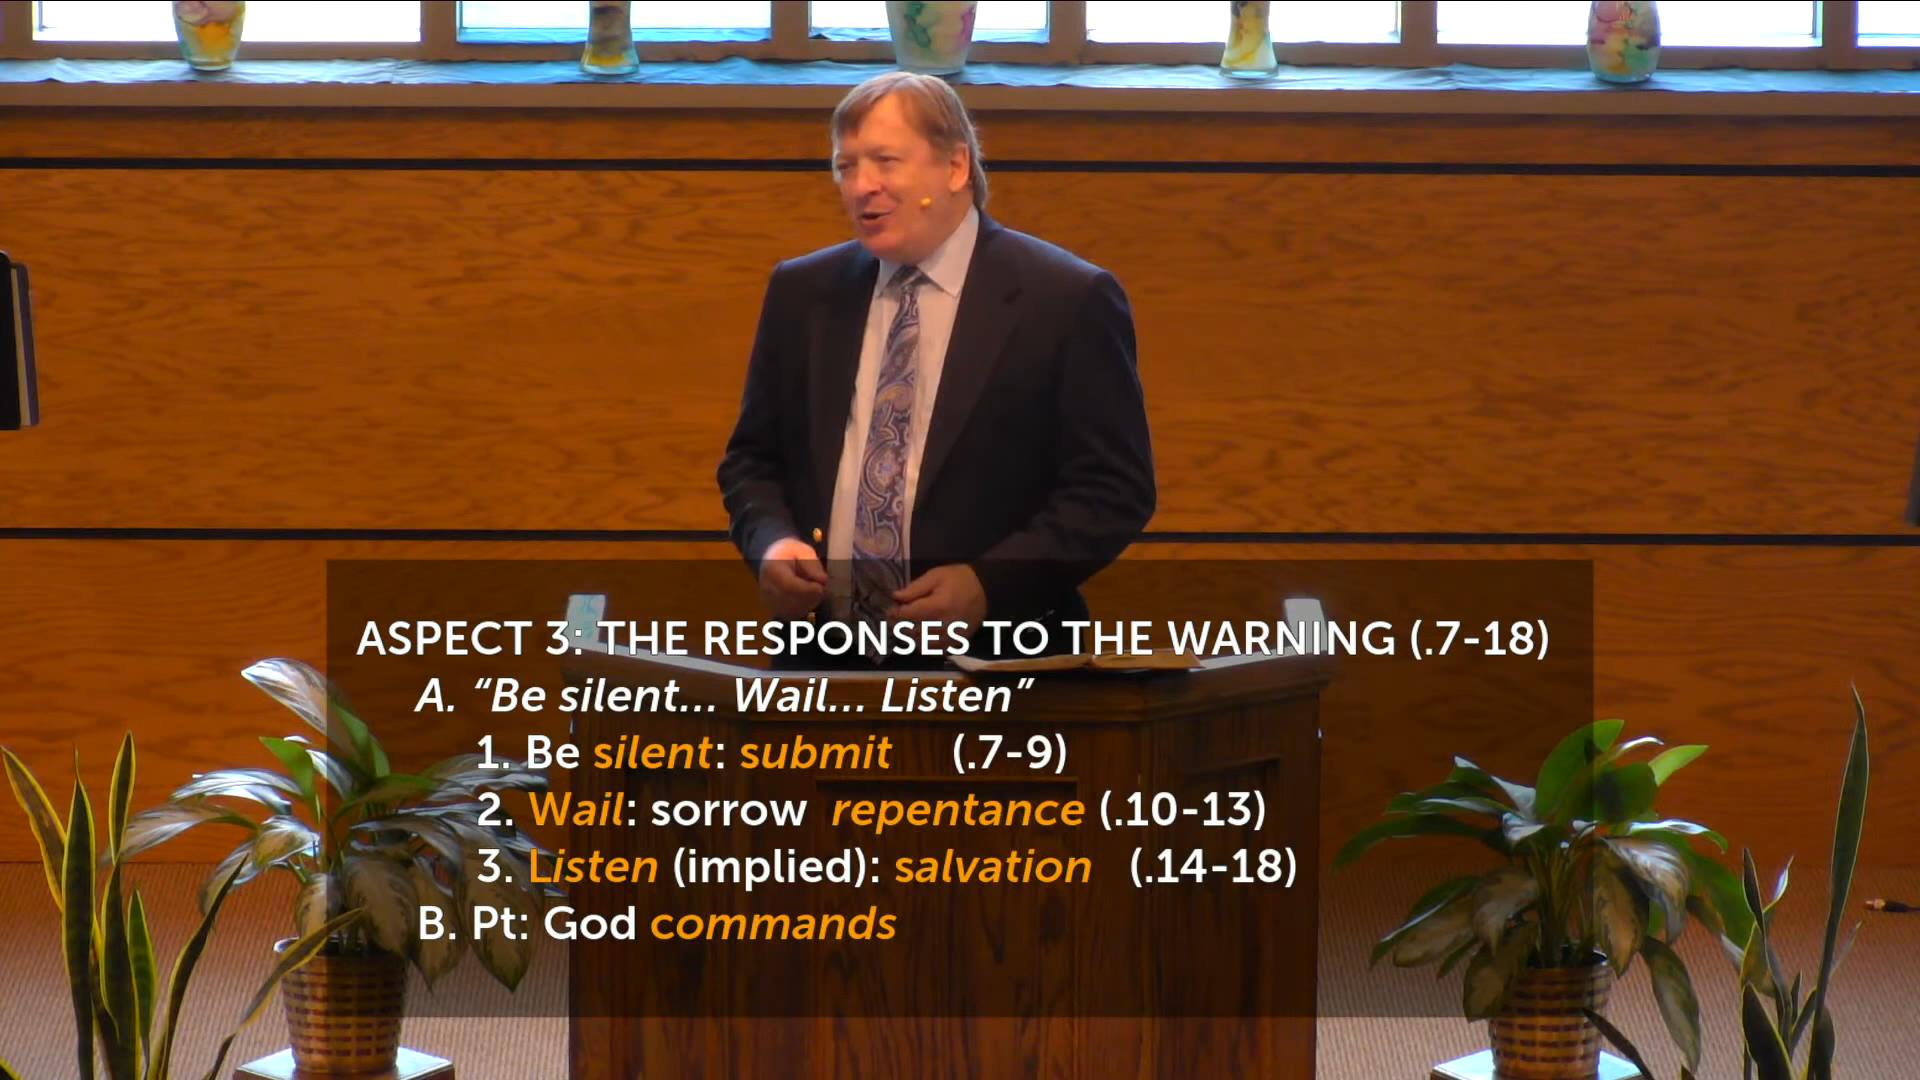 ASPECT 3: THE RESPONSES TO THE WARNING (.7-18)
A. “Be silent... Wail... Listen”
1. Be silent: submit (.7-9)
2. Wail: sorrow repentance (.10-13)
3. Listen (implied): salvation (.14-18)
B. Pt: God commands